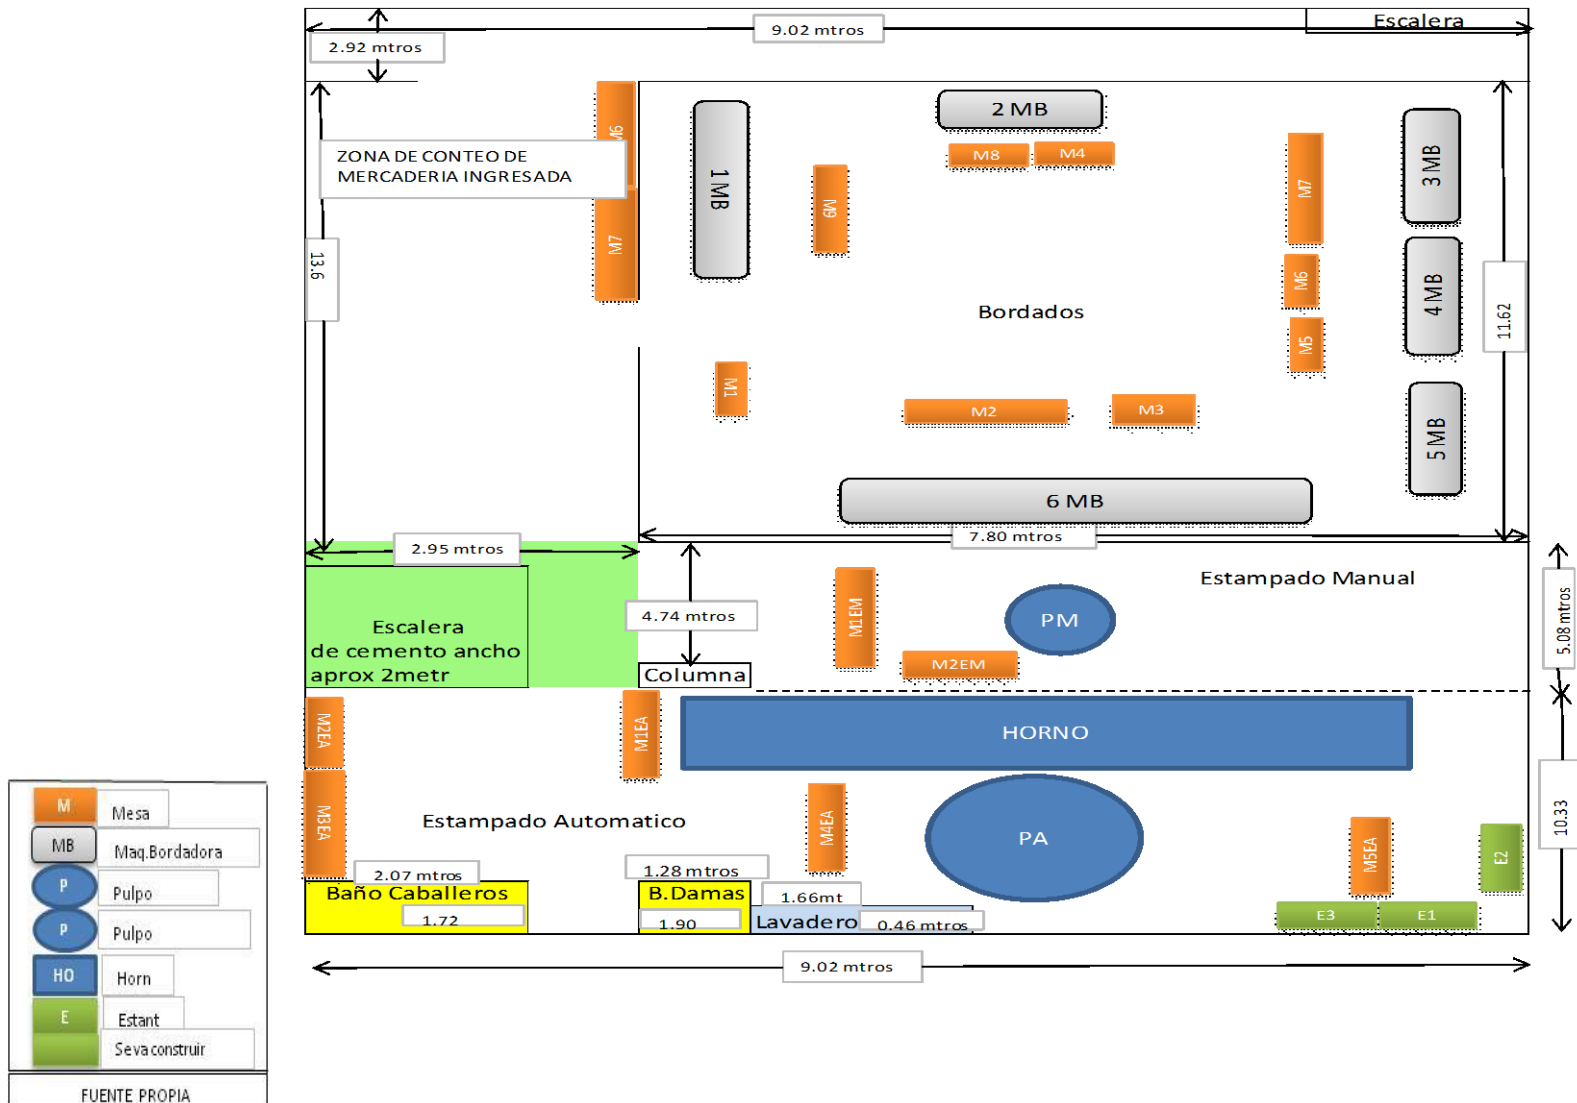 Escalera
9.02 mtros
2.92 mtros
M6
2 MB
M8
M4
ZONA DE CONTEO DE
MERCADERIA INGRESADA
1 MB
M9
M7
3 MB
M7
13.6
M6
4 MB
Bordados
11.62
M5
M1
M2
M3
5 MB
6 MB
2.95 mtros
7.80 mtros
Estampado Manual
4.74 mtros
M1EM
PM
5.08 mtros
Escalera
de cemento ancho
aprox 2metr
M2EM
Columna
M2EA
M1EA
HORNO
M3EA
Estampado Automatico
M4EA
PA
10.33
M5EA
E2
2.07 mtros
1.28 mtros
Baño Caballeros
B.Damas
1.66mt
1.72
1.90
Lavadero
0.46 mtros
E3
E1
9.02 mtros
M
Mesa
MB
Maq.Bordadora
P
Pulpo
P
Pulpo
HO
Horn
E
Estant
Se va construir
FUENTE PROPIA